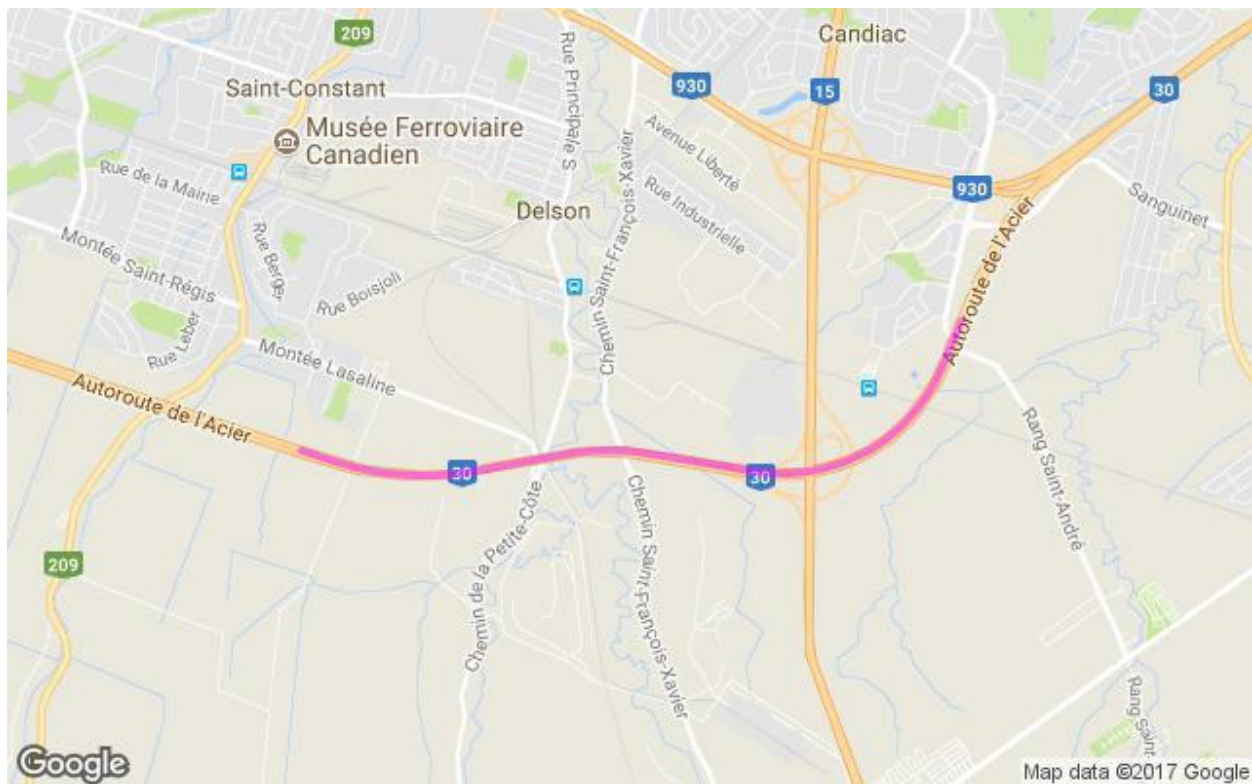 209
Candiac
Rue Principale S
930
15
30
Saint-Constant
Musée Ferroviaire
Canadien
Avenue Liberté
Chemin Saint-François Xavier
Rue de la Mairie
Rue Industrielle
930
Sanguinet
Delson
Rue Berger
Montée Saint-Régis
Rue Boisjoli
Autoroute de l'Acier
Rue Leber
Montée Lasaline
Autoroute de l'Acier
Rang Saint-André
30
30
Chemin de la Petite-Côte
Chemin Saint-François-Xavier
209
Rang Saint-
Google
Map data ©2017 Google